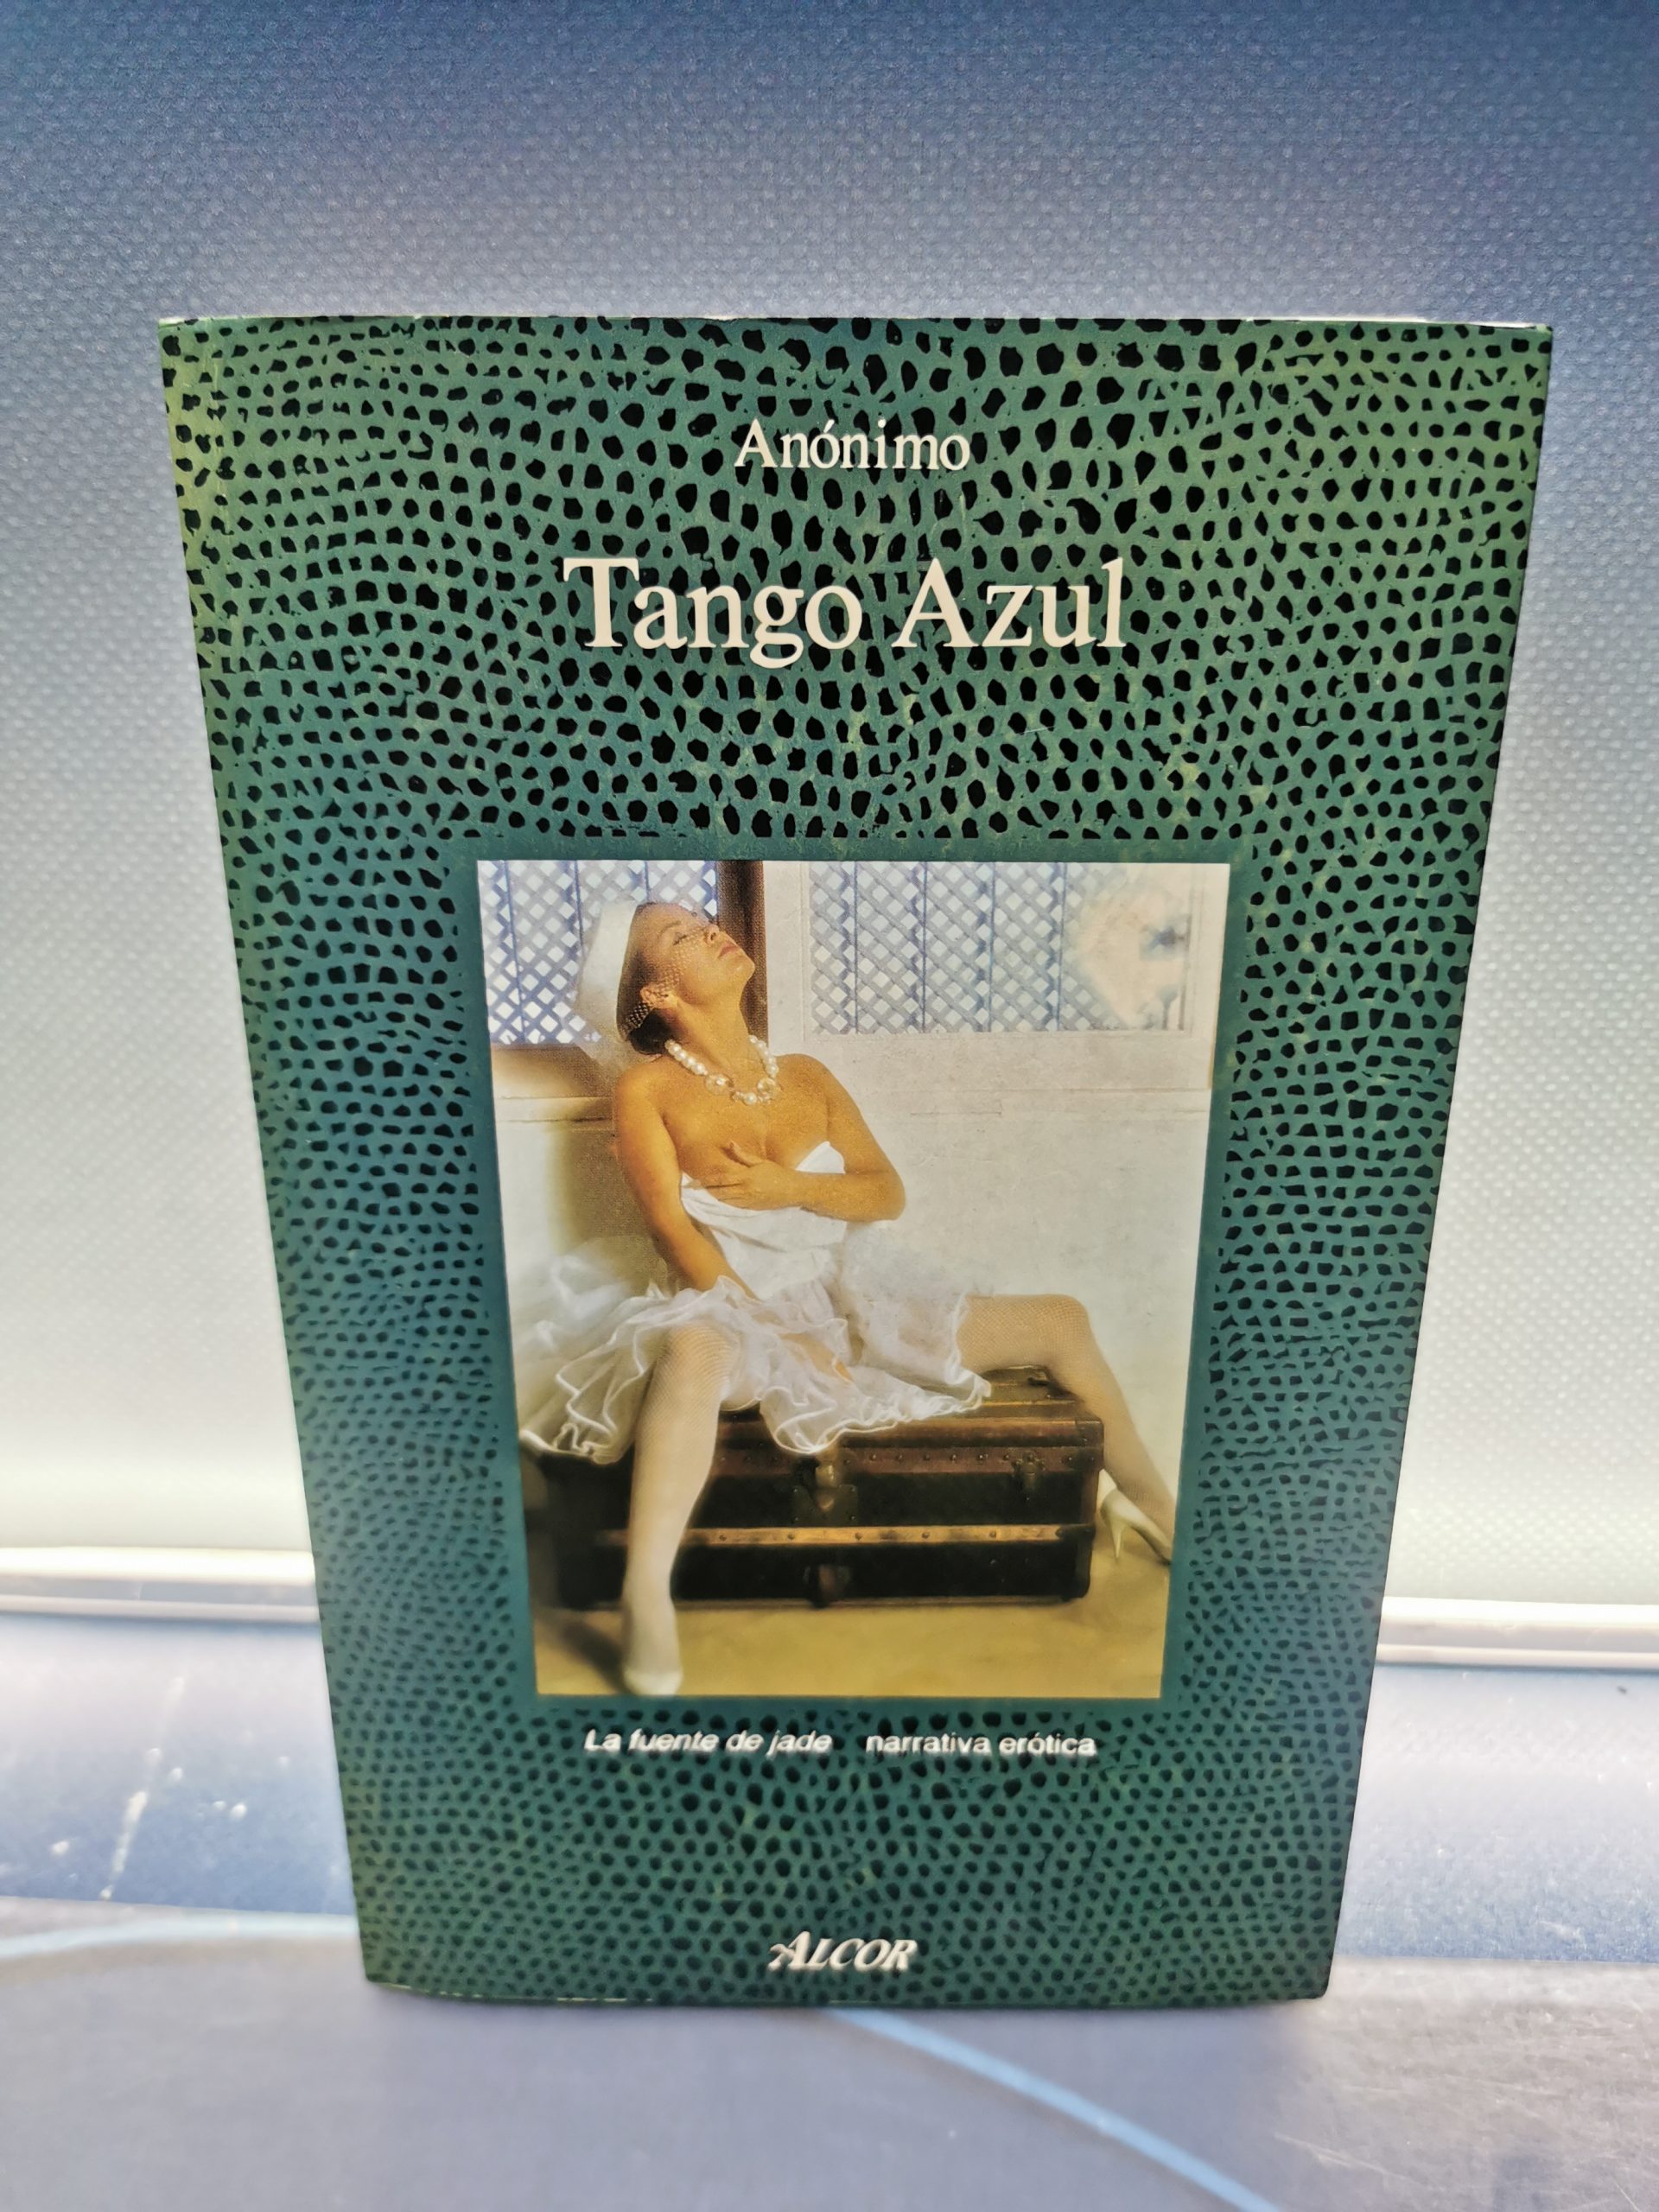 Anónimo
Tango Azul
La fuente de jade narrativa erótica
ALCOR